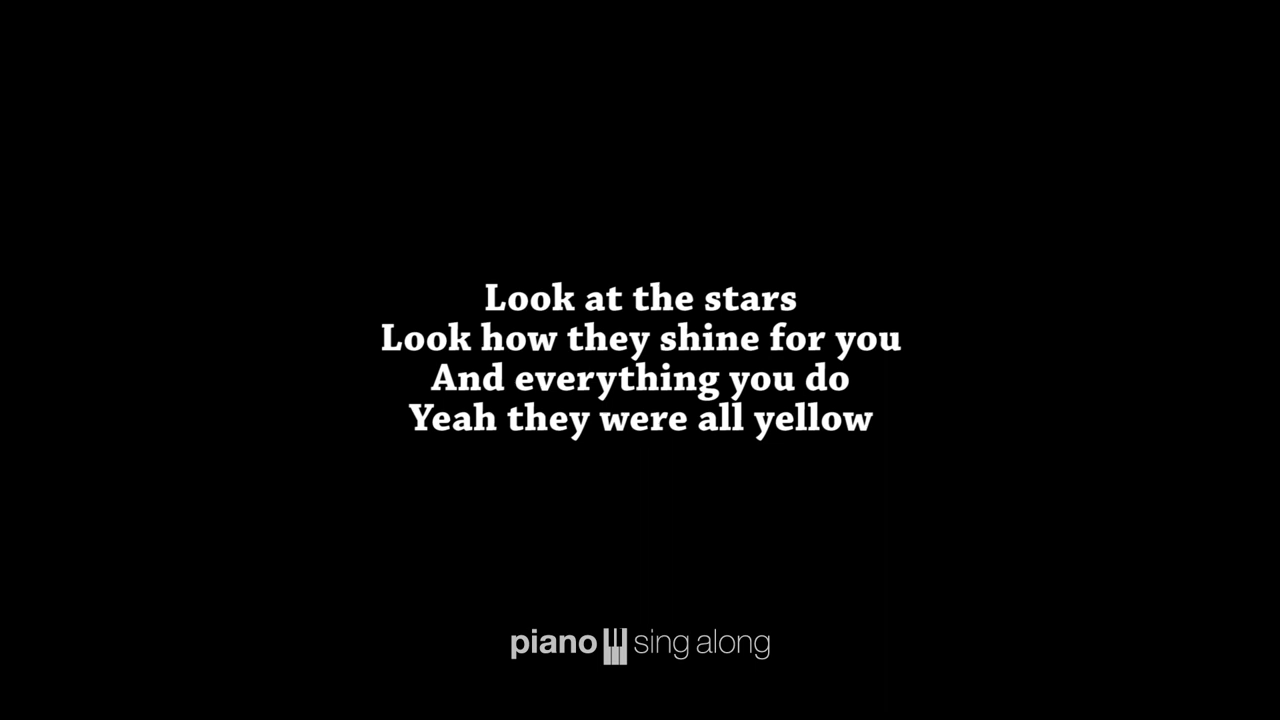 Look at the stars
Look how they shine for you
And everything you do
Yeah they were all yellow
piano sing along